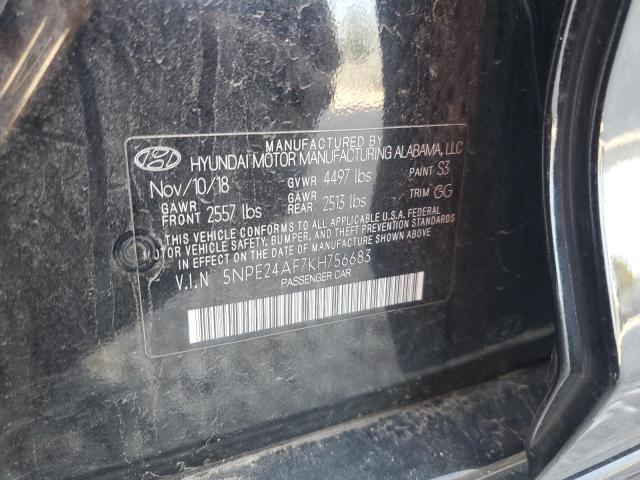 MANUFACTURED BY
HYUNDAI MOTOR MANUFACTURING ALABAMA, LLC
Nov/10/18 GVWR 4497 lbs PAINT S3
GAWR FRONT 2557 lbs GAWR REAR 2513 lbs TRIM GG
THIS VEHICLE CONFORMS TO ALL APPLICABLE U.S.A. FEDERAL
MOTOR VEHICLE SAFETY, BUMPER, AND THEFT PREVENTION STANDARDS
IN EFFECT ON THE DATE OF MANUFACTURE SHOWN ABOVE.
V.I.N 5NPE24AF7KH756683
PASSENGER CAR